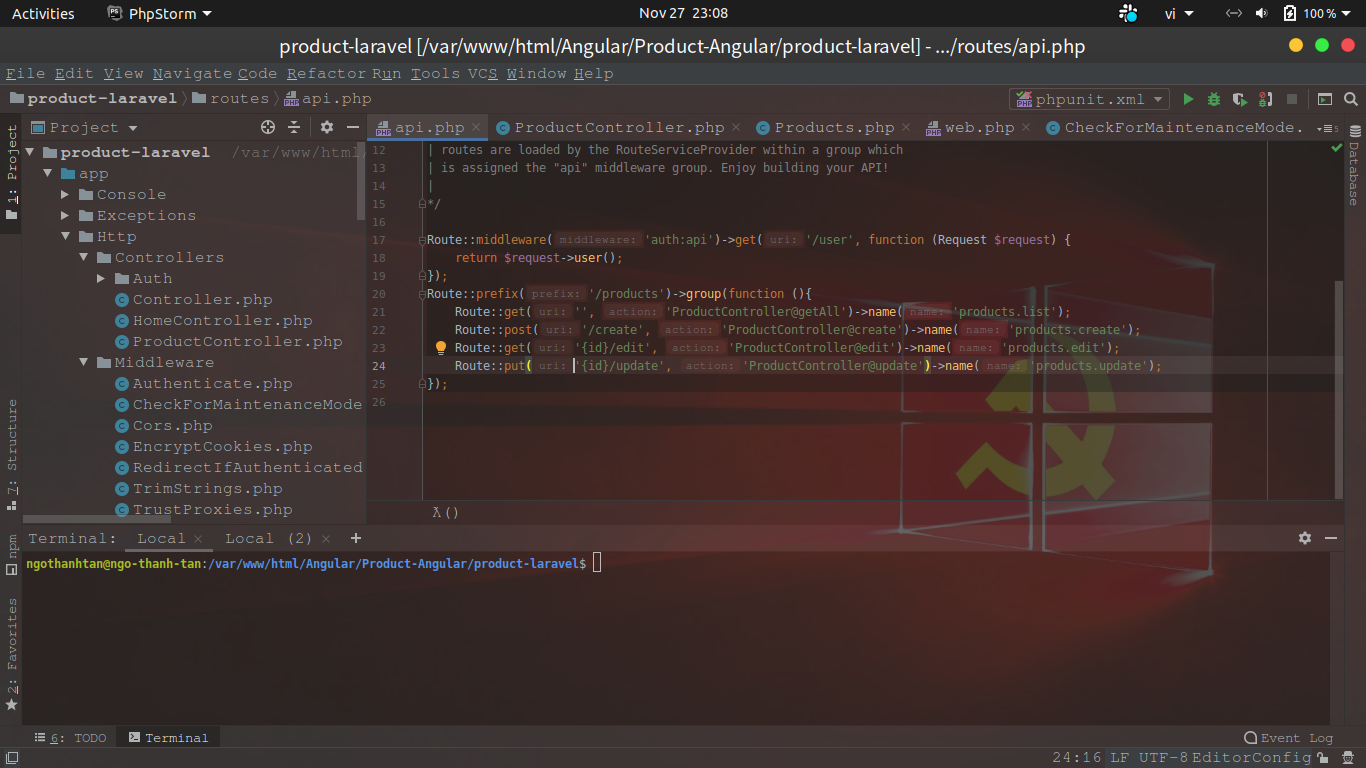 Activities PhpStorm Nov 27 23:08 vi 100 %
product-laravel [/var/www/html/Angular/Product-Angular/product-laravel] - .../routes/api.php
File Edit View Navigate Code Refactor Run Tools VCS Window Help
product-laravel routes api.php phpunit.xml
1: Project
Project
product-laravel /var/www/html/
app
Console
Exceptions
Http
Controllers
Auth
Controller.php
HomeController.php
ProductController.php
Middleware
Authenticate.php
CheckForMaintenanceMode
Cors.php
EncryptCookies.php
RedirectIfAuthenticated
TrimStrings.php
TrustProxies.php
api.php ProductController.php Products.php web.php CheckForMaintenanceMode. 5
12 | routes are loaded by the RouteServiceProvider within a group which
13 | is assigned the "api" middleware group. Enjoy building your API!
14 |
15 */
16
17 Route::middleware( middleware: 'auth:api')->get( uri: '/user', function (Request $request) {
18 return $request->user();
19 });
20 Route::prefix( prefix: '/products')->group(function (){
21 Route::get( uri: '', action: 'ProductController@getAll')->name( name: 'products.list');
22 Route::post( uri: '/create', action: 'ProductController@create')->name( name: 'products.create');
23 Route::get( uri: '{id}/edit', action: 'ProductController@edit')->name( name: 'products.edit');
24 Route::put( uri: '{id}/update', action: 'ProductController@update')->name( name: 'products.update');
25 });
26
λ()
Database
7: Structure
npm
2: Favorites
Terminal: Local × Local (2) × +
ngothanhtan@ngo-thanh-tan:/var/www/html/Angular/Product-Angular/product-laravel$
6: TODO Terminal Event Log
24:16 LF UTF-8 EditorConfig